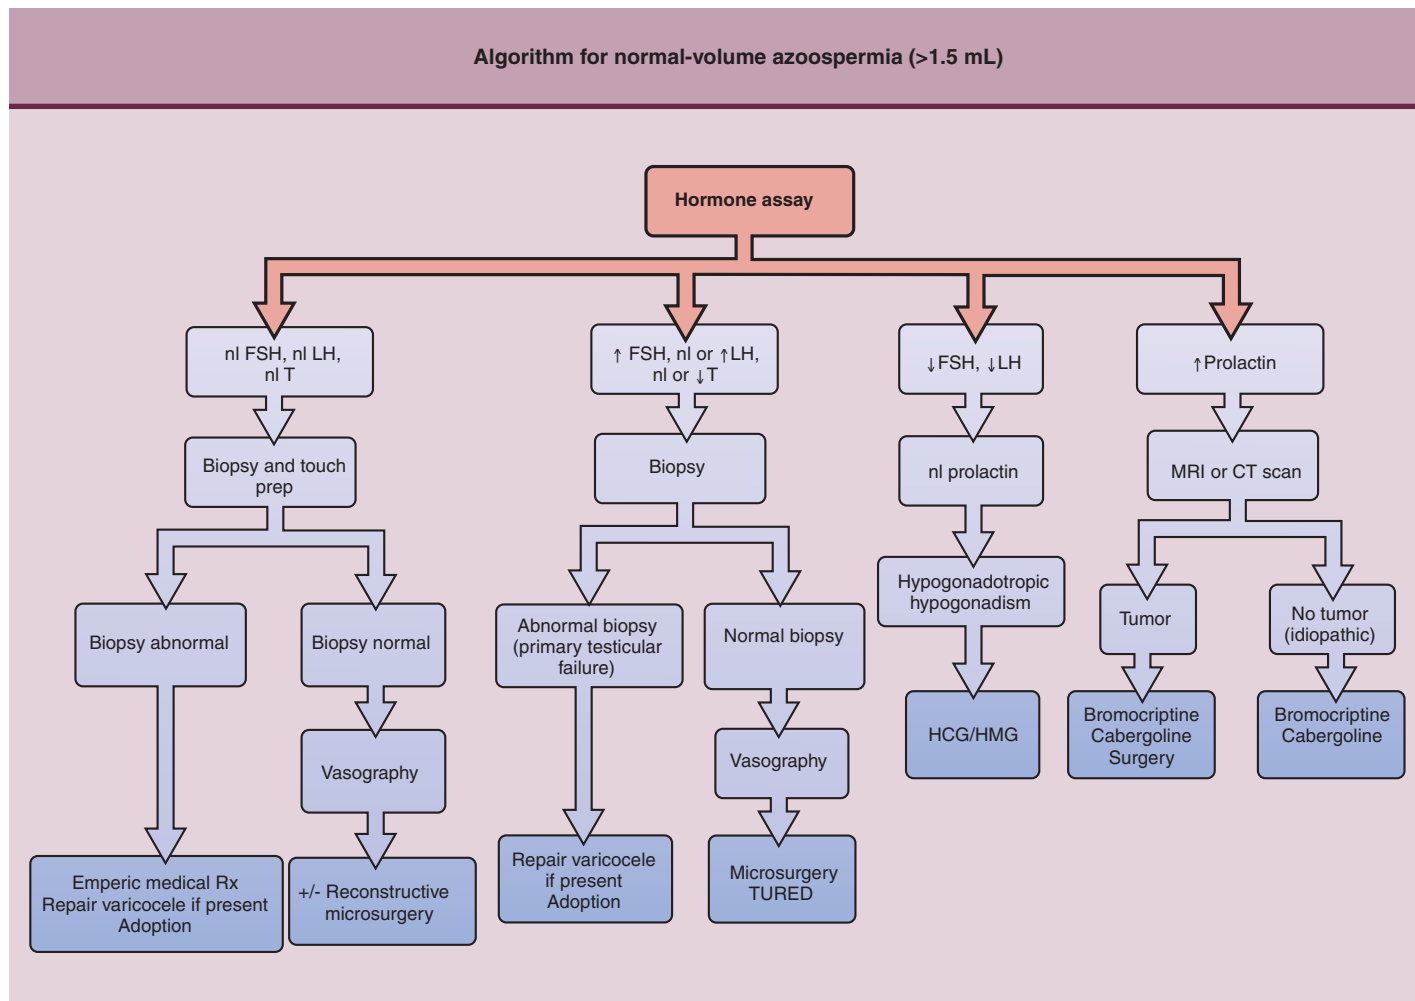 Algorithm for normal-volume azoospermia (>1.5 mL)
Hormone assay
nl FSH, nl LH,
nl T
↑ FSH, nl or ↑LH,
nl or ↓T
↓FSH, ↓LH
↑Prolactin
Biopsy and touch
prep
Biopsy
nl prolactin
MRI or CT scan
Biopsy abnormal
Biopsy normal
Abnormal biopsy
(primary testicular
failure)
Normal biopsy
Hypogonadotropic
hypogonadism
Tumor
No tumor
(idiopathic)
Vasography
Vasography
HCG/HMG
Bromocriptine
Cabergoline
Surgery
Bromocriptine
Cabergoline
Emperic medical Rx
Repair varicocele if present
Adoption
+/- Reconstructive
microsurgery
Repair varicocele
if present
Adoption
Microsurgery
TURED